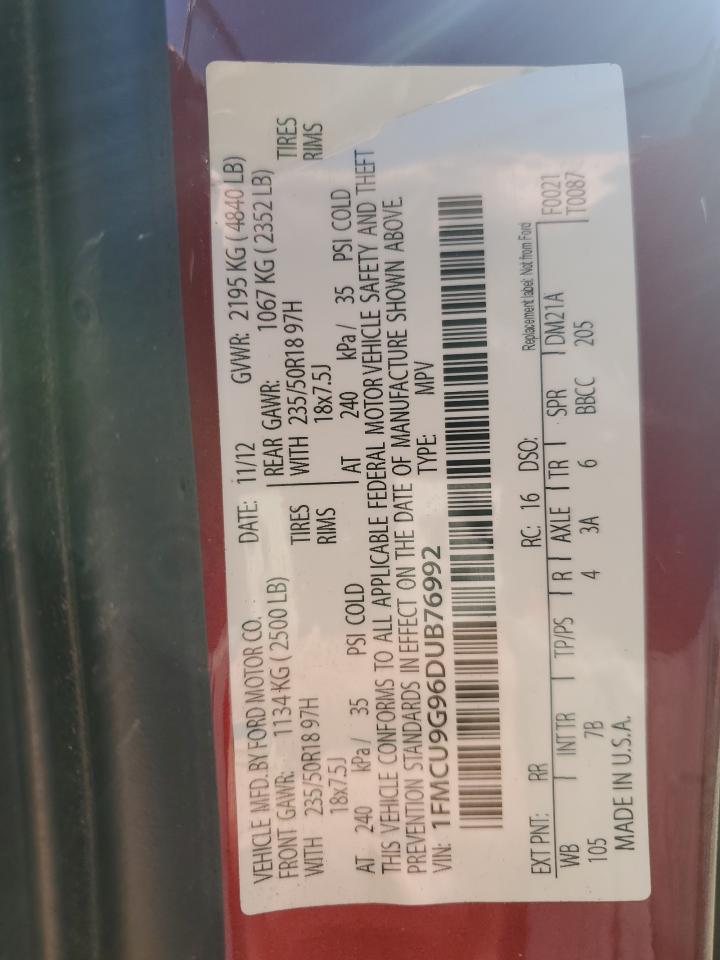 VEHICLE MFD. BY FORD MOTOR CO. DATE: 11/12 GVWR: 2195 KG ( 4840 LB)
FRONT GAWR: 1134 KG ( 2500 LB) REAR GAWR: 1067 KG ( 2352 LB)
WITH 235/50R18 97H TIRES WITH 235/50R18 97H TIRES
18x7.5J RIMS 18x7.5J RIMS
AT 240 kPa/ 35 PSI COLD AT 240 kPa/ 35 PSI COLD
THIS VEHICLE CONFORMS TO ALL APPLICABLE FEDERAL MOTOR VEHICLE SAFETY AND THEFT
PREVENTION STANDARDS IN EFFECT ON THE DATE OF MANUFACTURE SHOWN ABOVE.
VIN: 1FMCU9G96DUB76992 TYPE: MPV
Replacement label: Not from Ford
EXT PNT: RR RC: 16 DSO: F0021
WB INT TR TP/PS R AXLE TR SPR DM21A T0087
105 7B 4 3A 6 BBCC 205
MADE IN U.S.A.